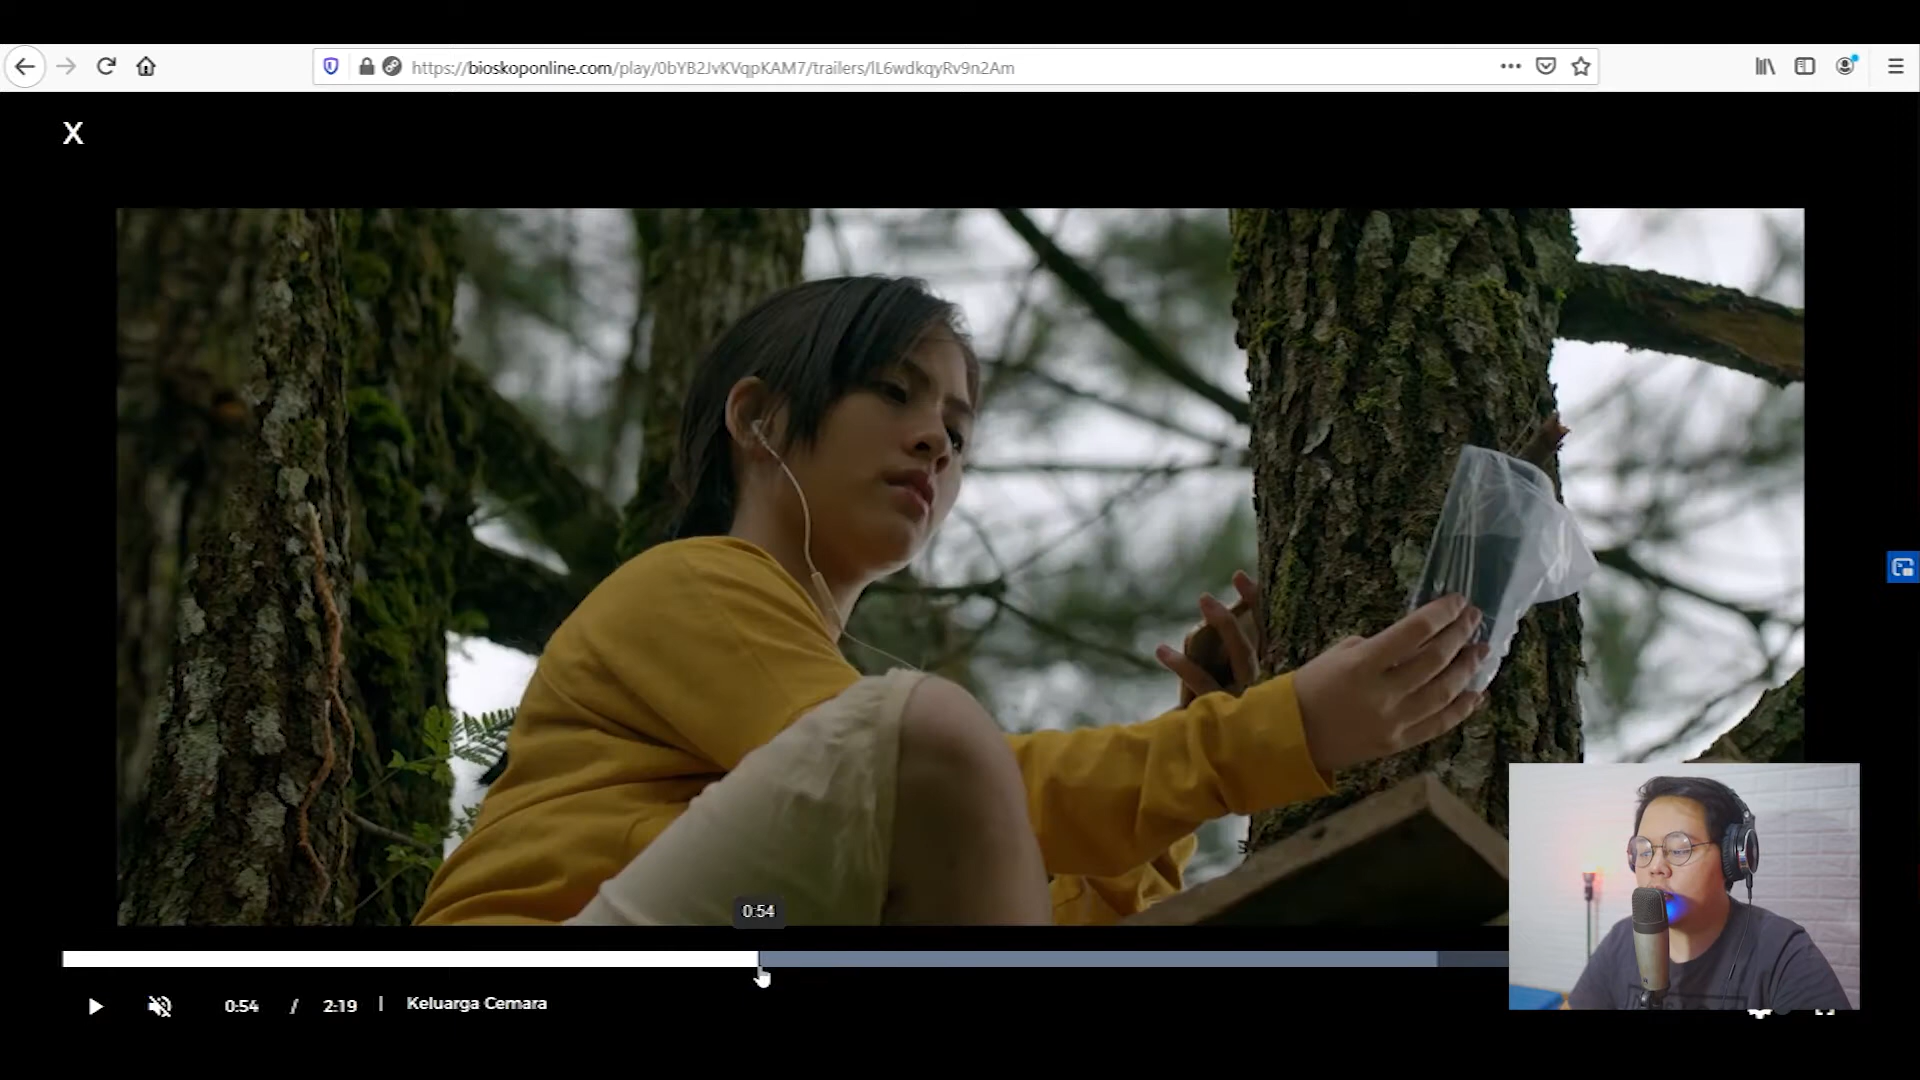 https://bioskoponline.com/play/0bYB2JvKVqpKAM7/trailers/lL6wdkqyRv9n2Am
X
0:54
0:54 / 2:19 | Keluarga Cemara